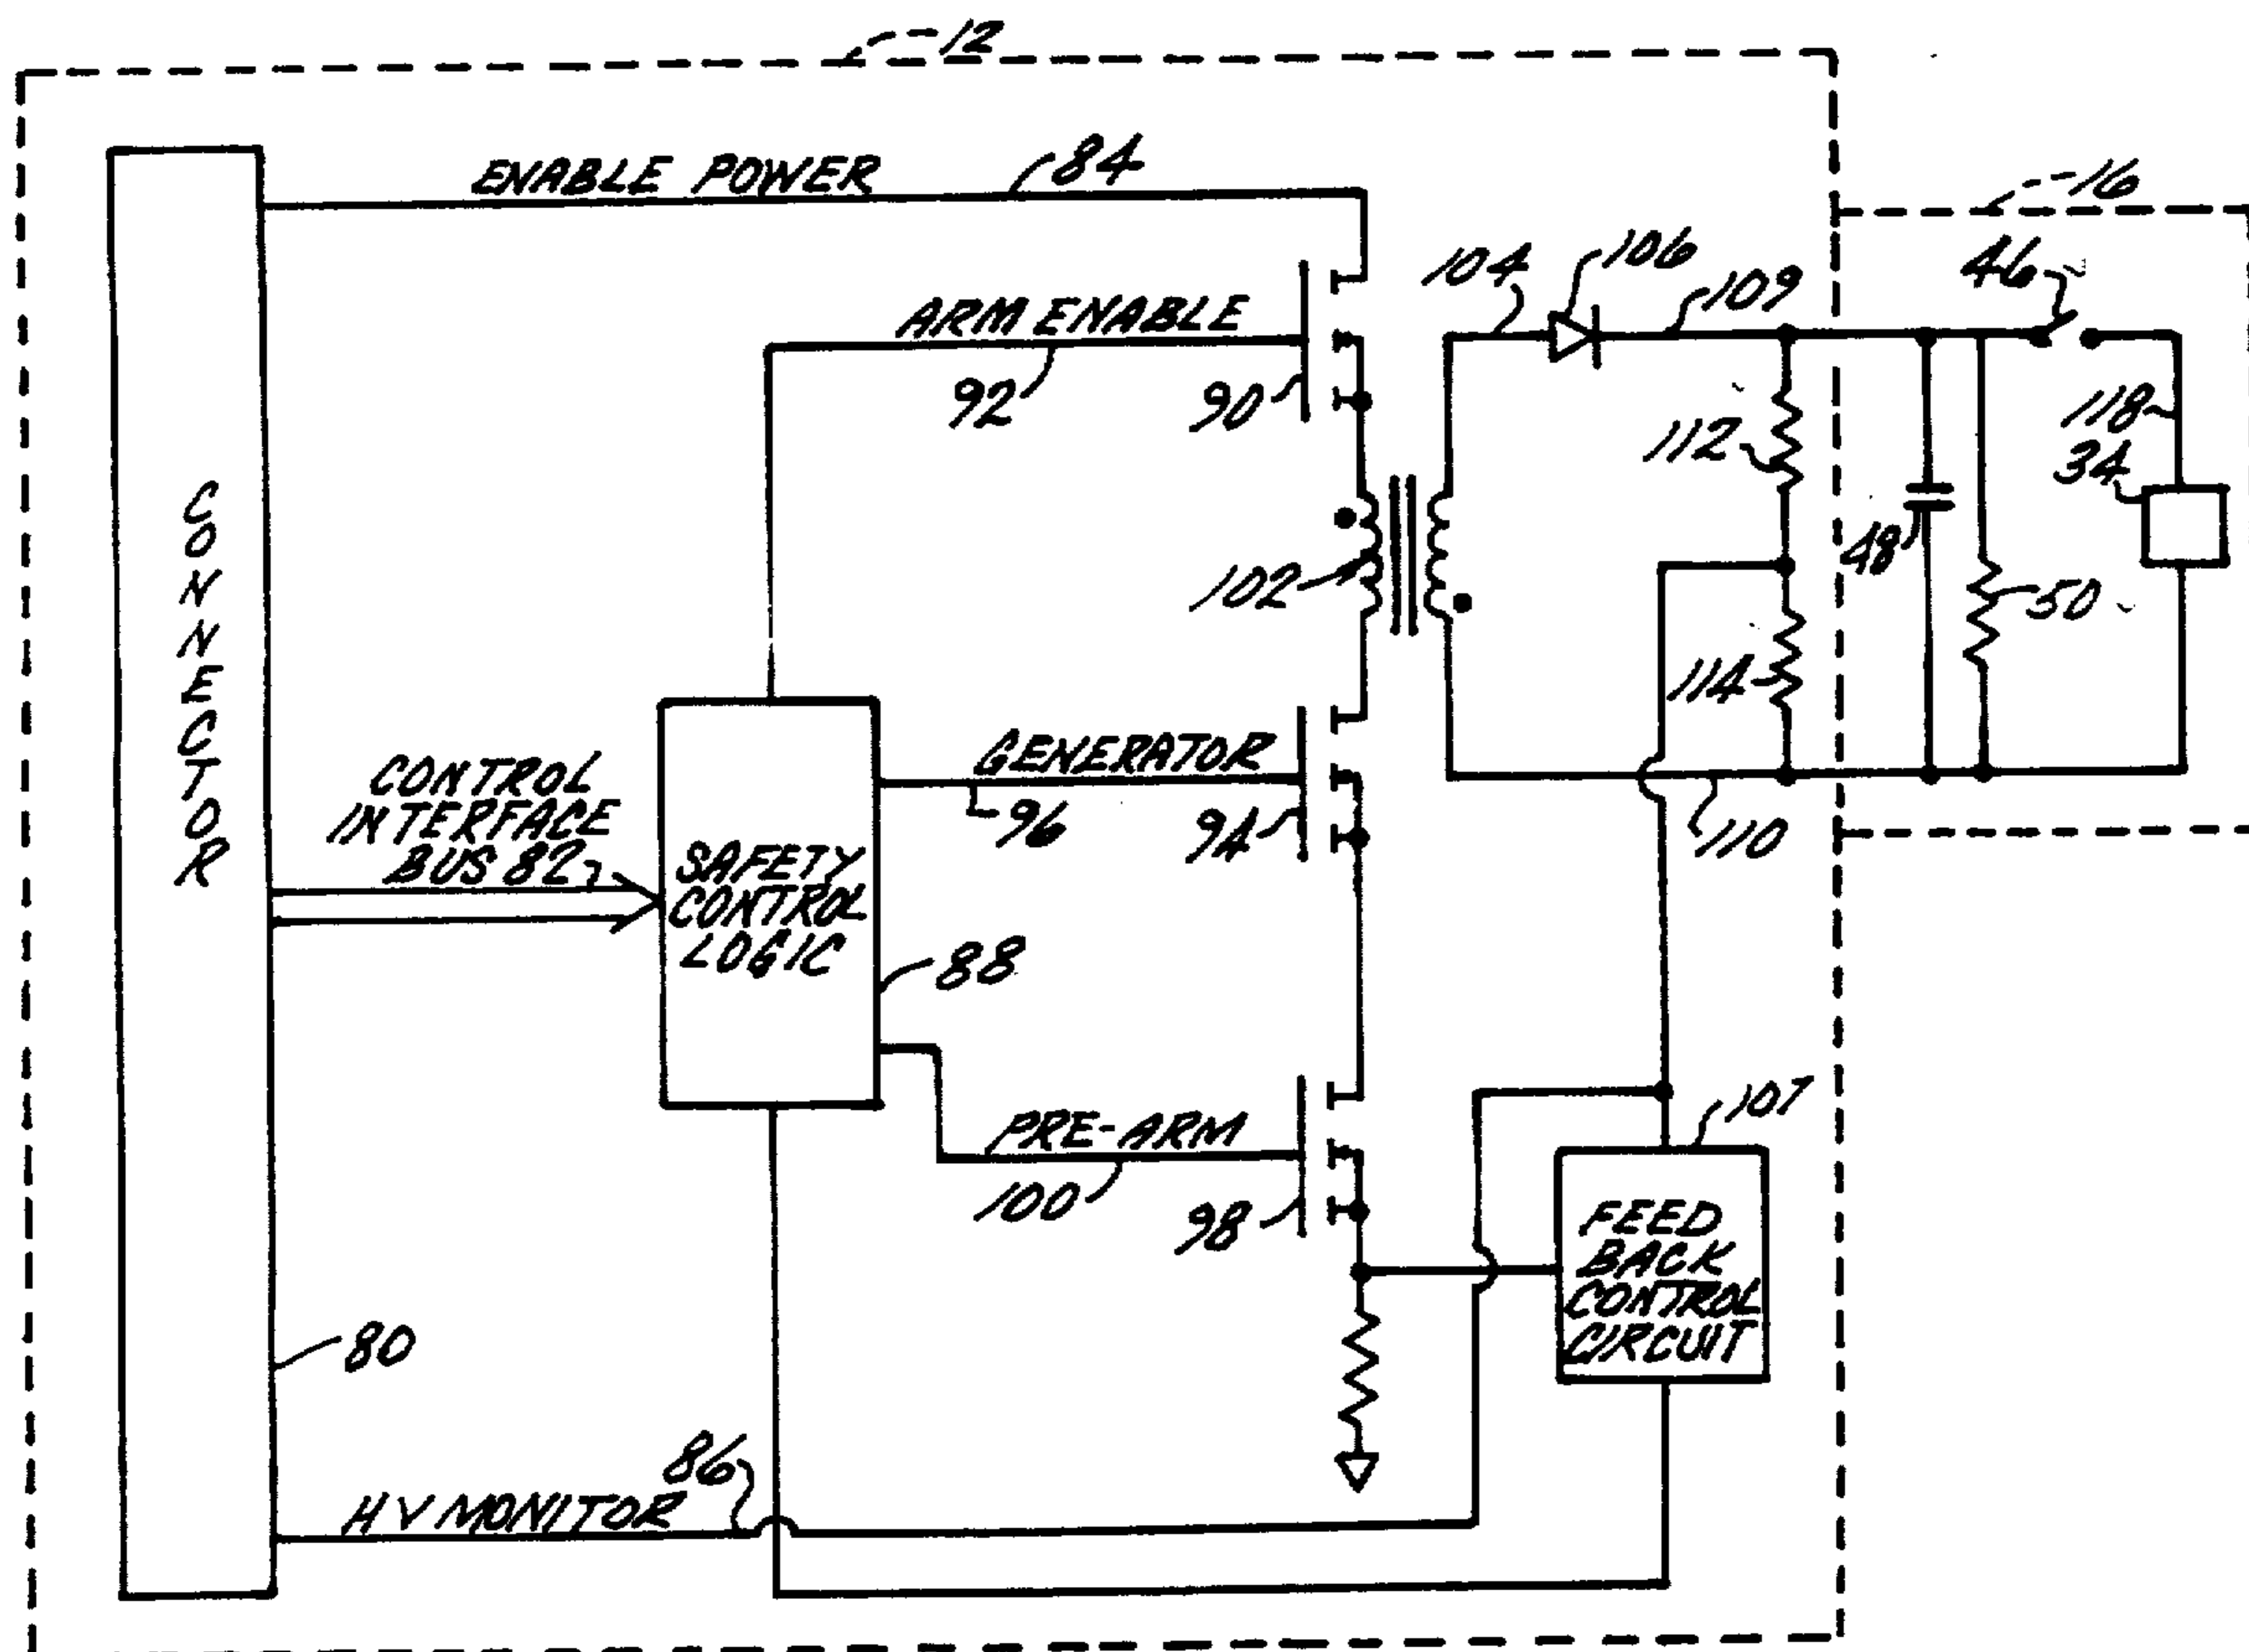 12
ENABLE POWER
84
16
104
106
109
46
ARM ENABLE
92
90
112
118
34
CONNECTOR
102
48
50
114
CONTROL
INTERFACE
BUS 82
GENERATOR
96
94
110
SAFETY
CONTROL
LOGIC
88
PRE-ARM
100
98
107
FEED
BACK
CONTROL
CIRCUIT
80
86
HV MONITOR